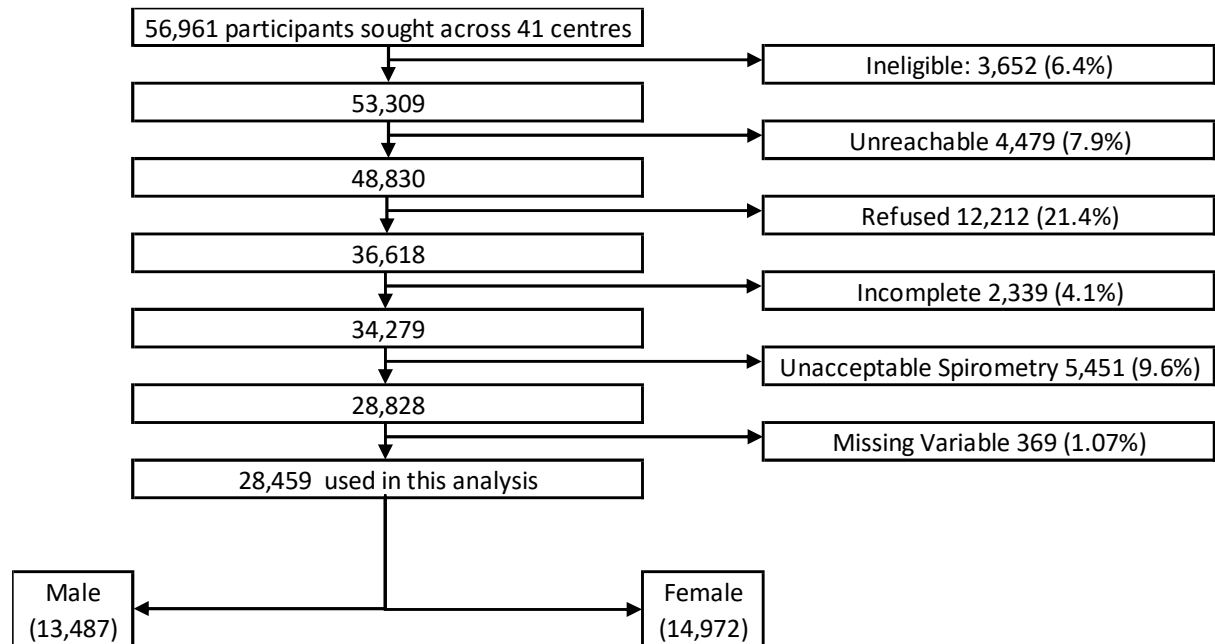 56,961 participants sought across 41 centres
Ineligible: 3,652 (6.4%)
53,309
Unreachable 4,479 (7.9%)
48,830
Refused 12,212 (21.4%)
36,618
Incomplete 2,339 (4.1%)
34,279
Unacceptable Spirometry 5,451 (9.6%)
28,828
Missing Variable 369 (1.07%)
28,459 used in this analysis
Male
(13,487)
Female
(14,972)